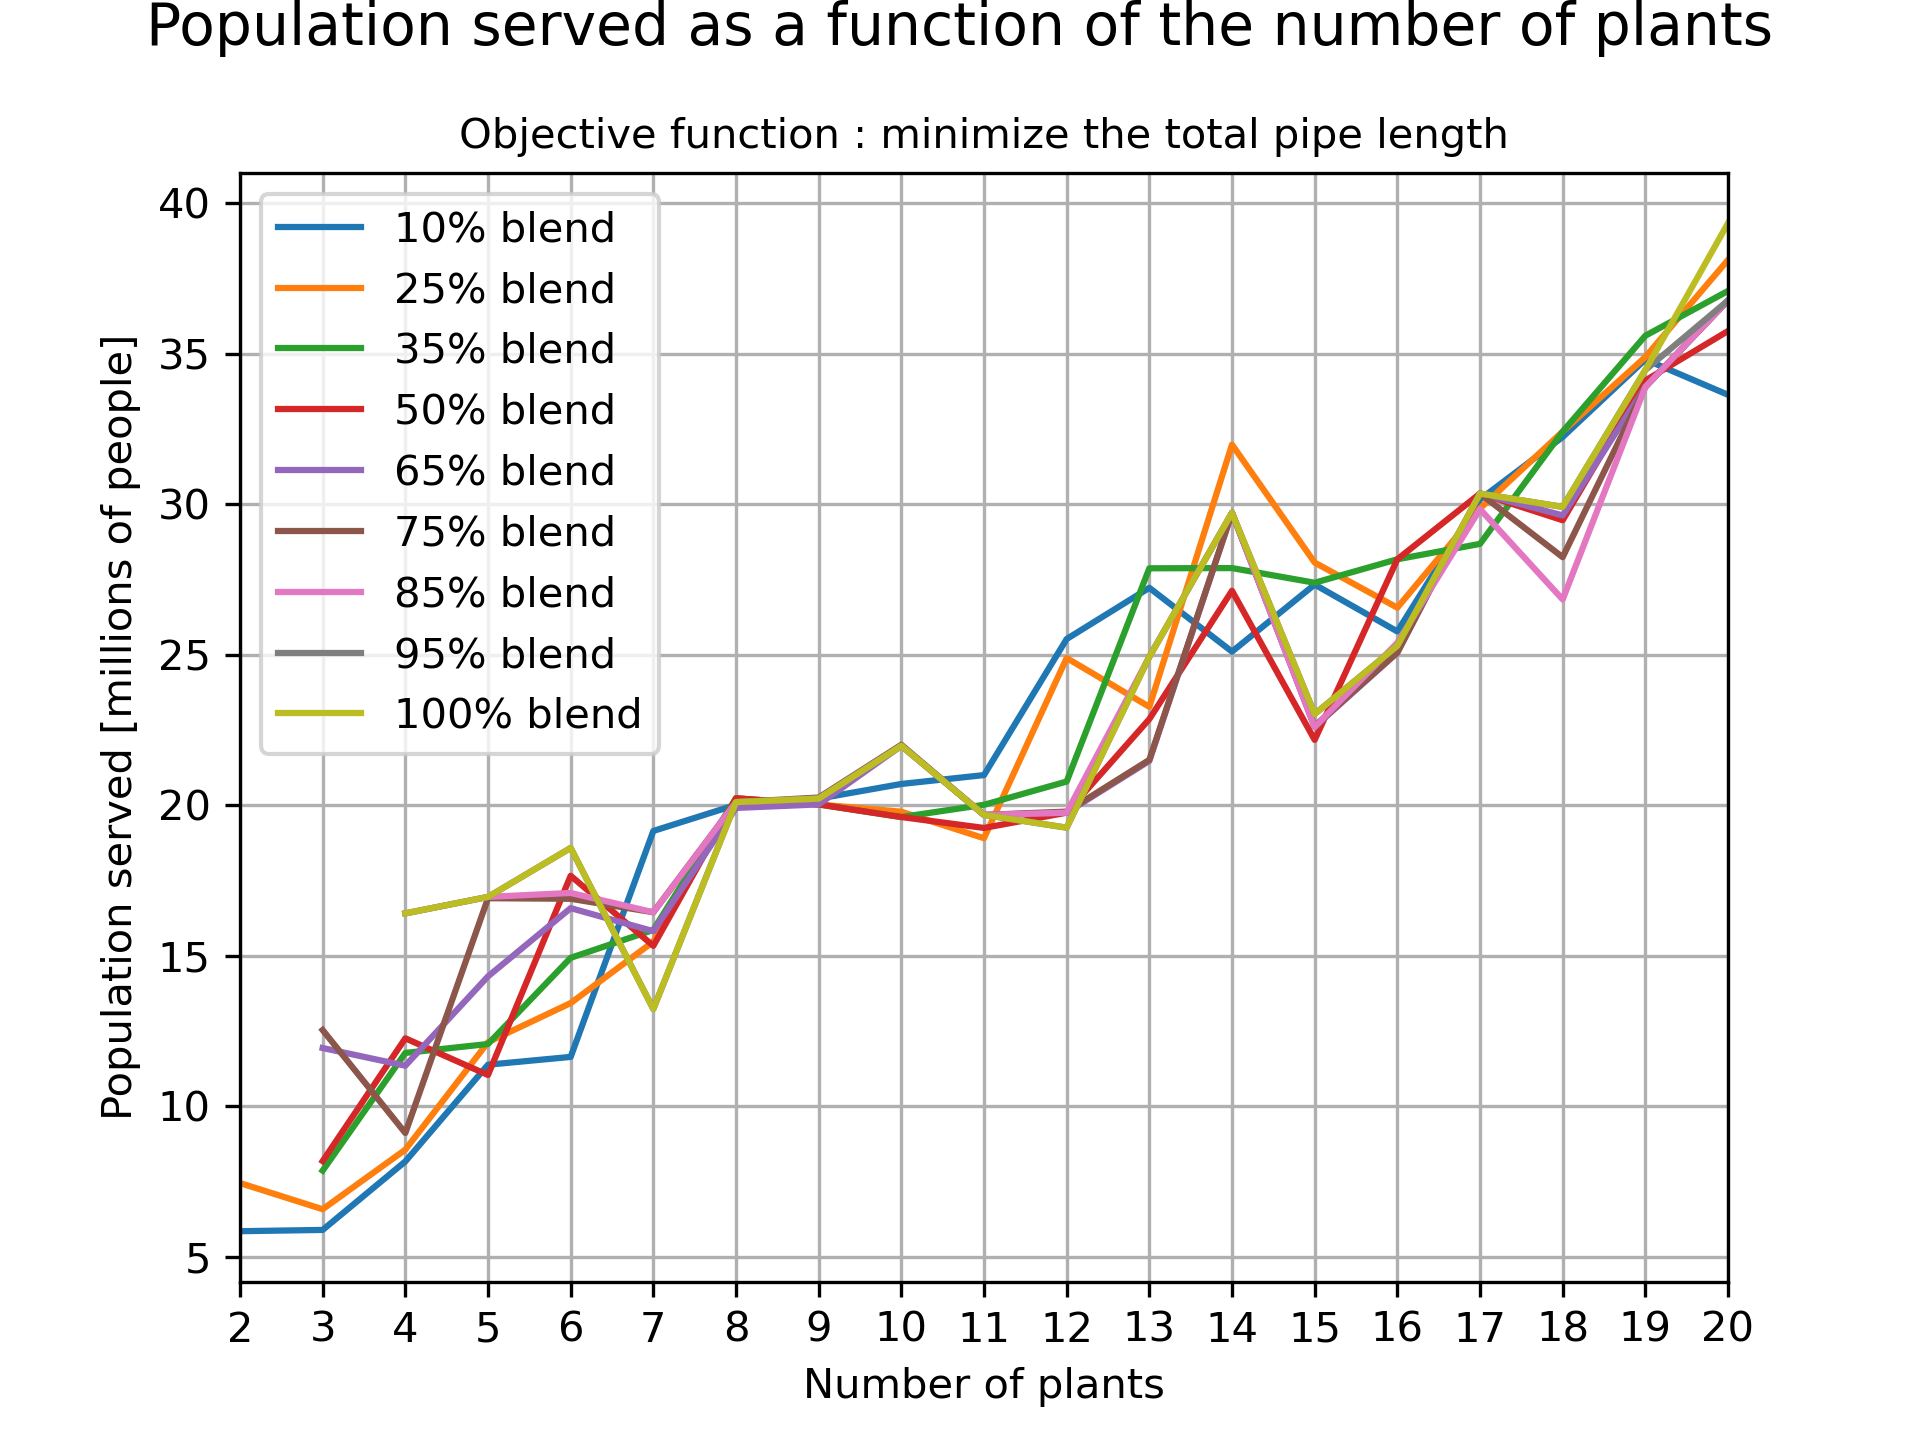 Population served as a function of the number of plants
Objective function : minimize the total pipe length
Population served [millions of people]
40
35
30
25
20
15
10
5
10% blend
25% blend
35% blend
50% blend
65% blend
75% blend
85% blend
95% blend
100% blend
2 3 4 5 6 7 8 9 10 11 12 13 14 15 16 17 18 19 20
Number of plants